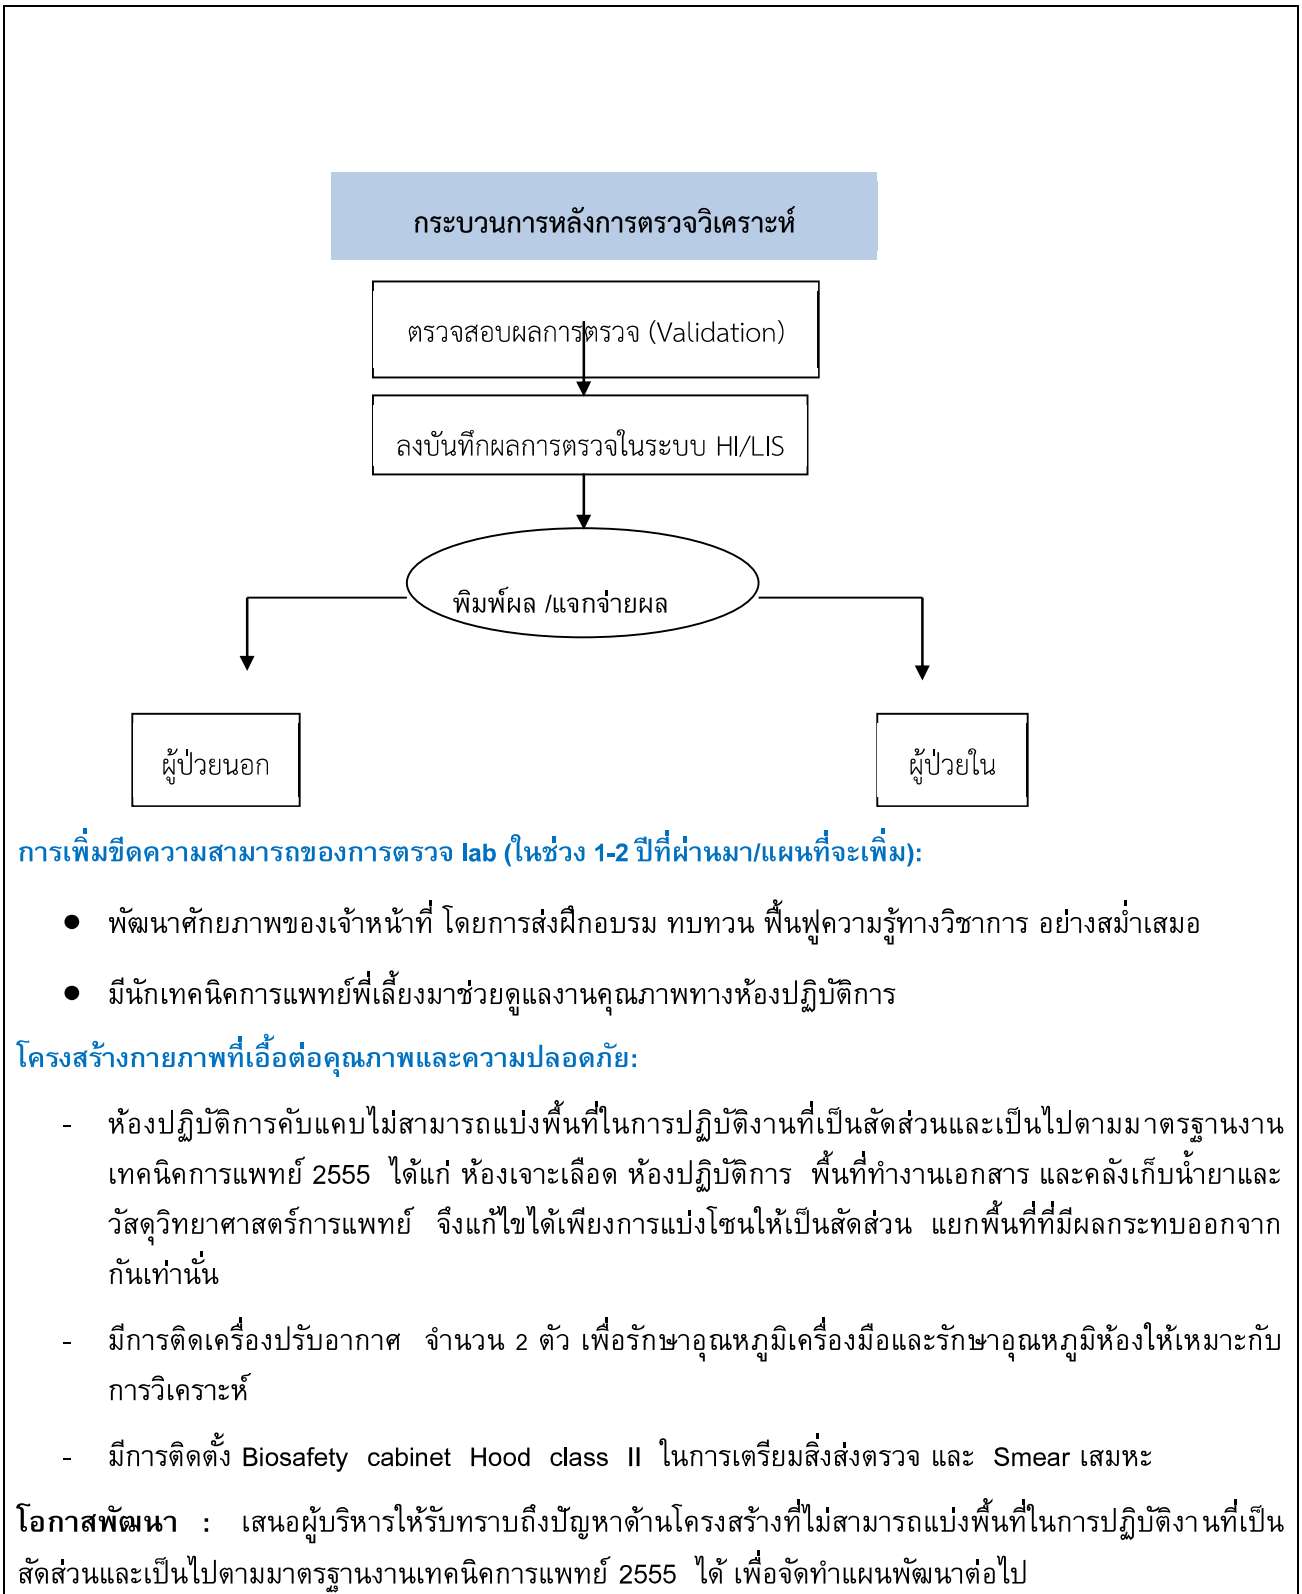 กระบวนการหลังการตรวจวิเคราะห์
ตรวจสอบผลการตรวจ (Validation)
ลงบันทึกผลการตรวจในระบบ HI/LIS
พิมพ์ผล /แจกจ่ายผล
ผู้ป่วยนอก
ผู้ป่วยใน
การเพิ่มขีดความสามารถของการตรวจ lab (ในช่วง 1-2 ปีที่ผ่านมา/แผนที่จะเพิ่ม):
● พัฒนาศักยภาพของเจ้าหน้าที่ โดยการส่งฝึกอบรม ทบทวน ฟื้นฟูความรู้ทางวิชาการ อย่างสม่ำเสมอ
● มีนักเทคนิคการแพทย์พี่เลี้ยงมาช่วยดูแลงานคุณภาพทางห้องปฏิบัติการ
โครงสร้างกายภาพที่เอื้อต่อคุณภาพและความปลอดภัย:
- ห้องปฏิบัติการคับแคบไม่สามารถแบ่งพื้นที่ในการปฏิบัติงานที่เป็นสัดส่วนและเป็นไปตามมาตรฐานงาน
เทคนิคการแพทย์ 2555 ได้แก่ ห้องเจาะเลือด ห้องปฏิบัติการ พื้นที่ทำงานเอกสาร และคลังเก็บน้ำยาและ
วัสดุวิทยาศาสตร์การแพทย์ จึงแก้ไขได้เพียงการแบ่งโซนให้เป็นสัดส่วน แยกพื้นที่ที่มีผลกระทบออกจาก
กันเท่านั่น
- มีการติดเครื่องปรับอากาศ จำนวน 2 ตัว เพื่อรักษาอุณหภูมิเครื่องมือและรักษาอุณหภูมิห้องให้เหมาะกับ
การวิเคราะห์
- มีการติดตั้ง Biosafety cabinet Hood class II ในการเตรียมสิ่งส่งตรวจ และ Smear เสมหะ
โอกาสพัฒนา : เสนอผู้บริหารให้รับทราบถึงปัญหาด้านโครงสร้างที่ไม่สามารถแบ่งพื้นที่ในการปฏิบัติงานที่เป็น
สัดส่วนและเป็นไปตามมาตรฐานงานเทคนิคการแพทย์ 2555 ได้ เพื่อจัดทำแผนพัฒนาต่อไป